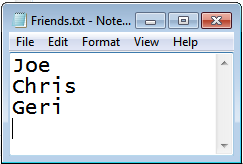 Friends.txt - Note...
File Edit Format View Help
Joe
Chris
Geri